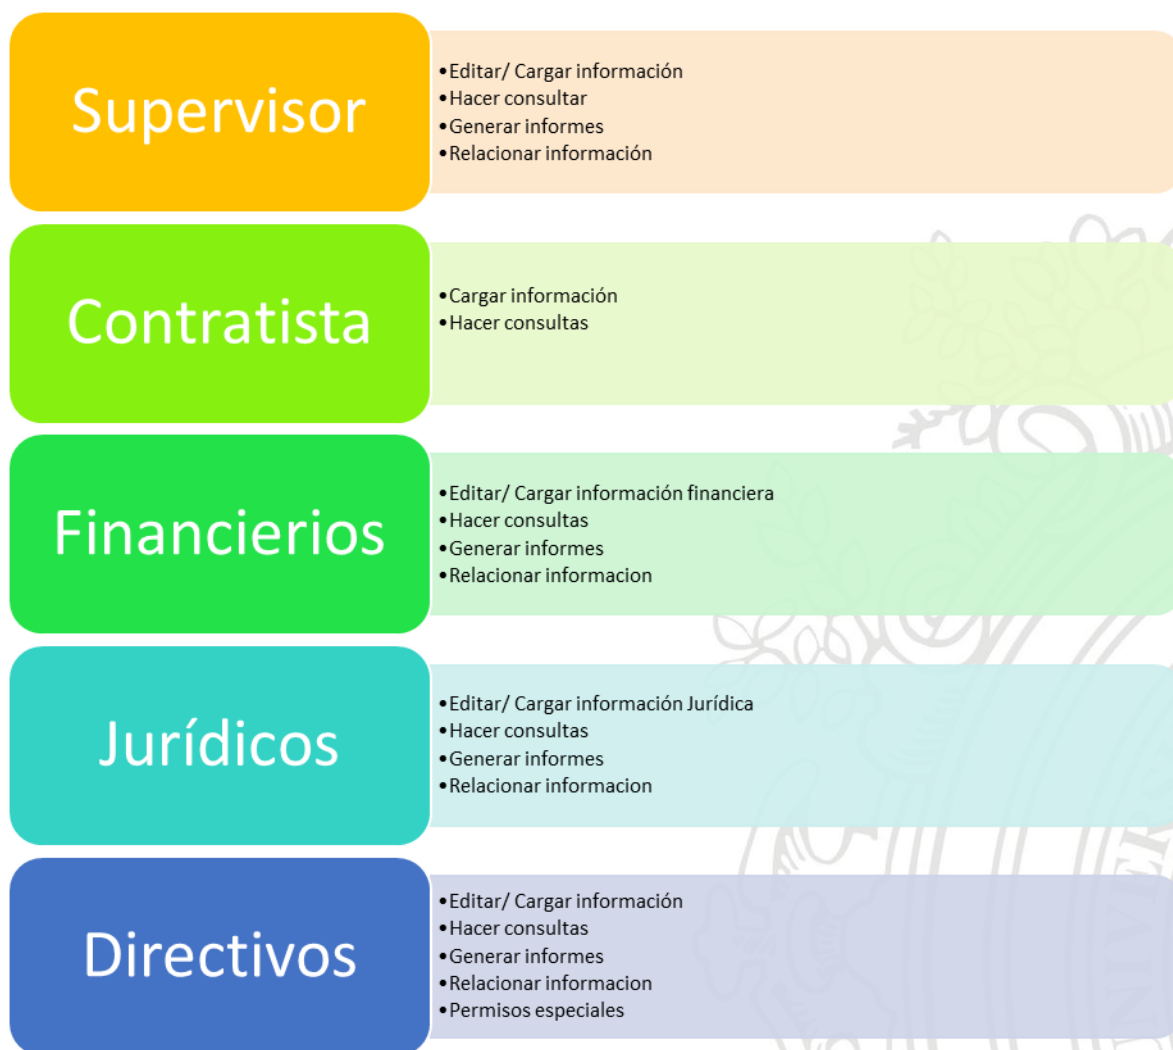 Supervisor
•Editar/ Cargar información
•Hacer consultar
•Generar informes
•Relacionar información
Contratista
•Cargar información
•Hacer consultas
Financierios
•Editar/ Cargar información financiera
•Hacer consultas
•Generar informes
•Relacionar informacion
Jurídicos
•Editar/ Cargar información Jurídica
•Hacer consultas
•Generar informes
•Relacionar informacion
Directivos
•Editar/ Cargar información
•Hacer consultas
•Generar informes
•Relacionar informacion
•Permisos especiales